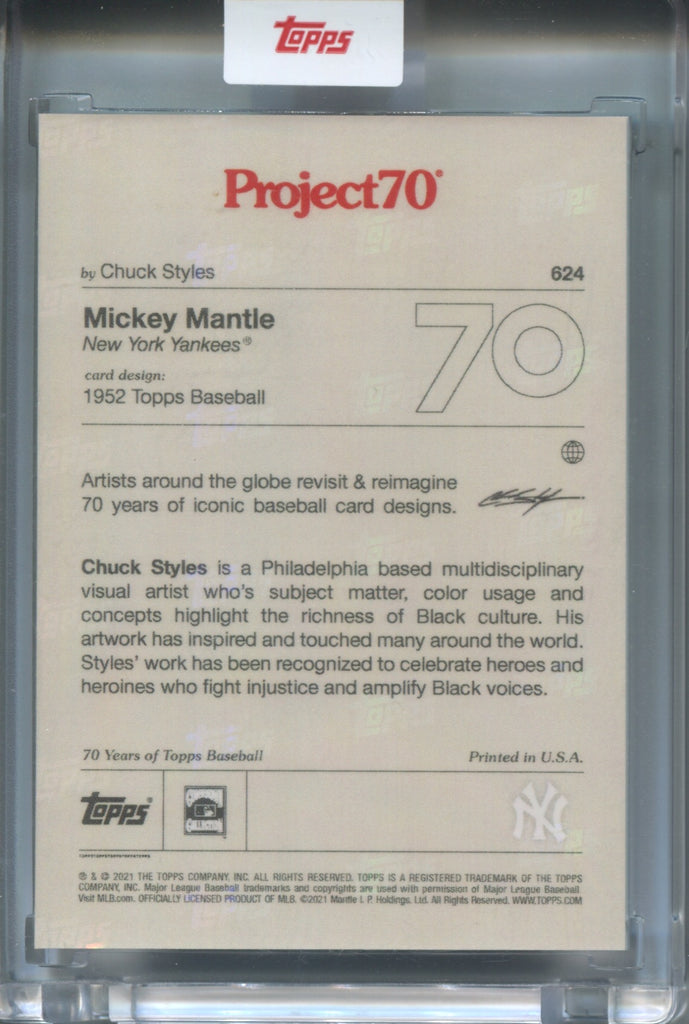 Topps
Project70®
by Chuck Styles
624
Mickey Mantle
New York Yankees®
70
card design:
1952 Topps Baseball
Artists around the globe revisit & reimagine
70 years of iconic baseball card designs.
Chuck Styles is a Philadelphia based multidisciplinary
visual artist who's subject matter, color usage and
concepts highlight the richness of Black culture. His
artwork has inspired and touched many around the world.
Styles' work has been recognized to celebrate heroes and
heroines who fight injustice and amplify Black voices.
70 Years of Topps Baseball
Printed in U.S.A.
Topps®
NY
® & © 2021 THE TOPPS COMPANY, INC. ALL RIGHTS RESERVED. TOPPS IS A REGISTERED TRADEMARK OF THE TOPPS
COMPANY, INC. Major League Baseball trademarks and copyrights are used with permission of Major League Baseball.
Visit MLB.com. OFFICIALLY LICENSED PRODUCT OF MLB. ©2021 Mantle I. P. Holdings, Ltd. All Rights Reserved. WWW.TOPPS.COM